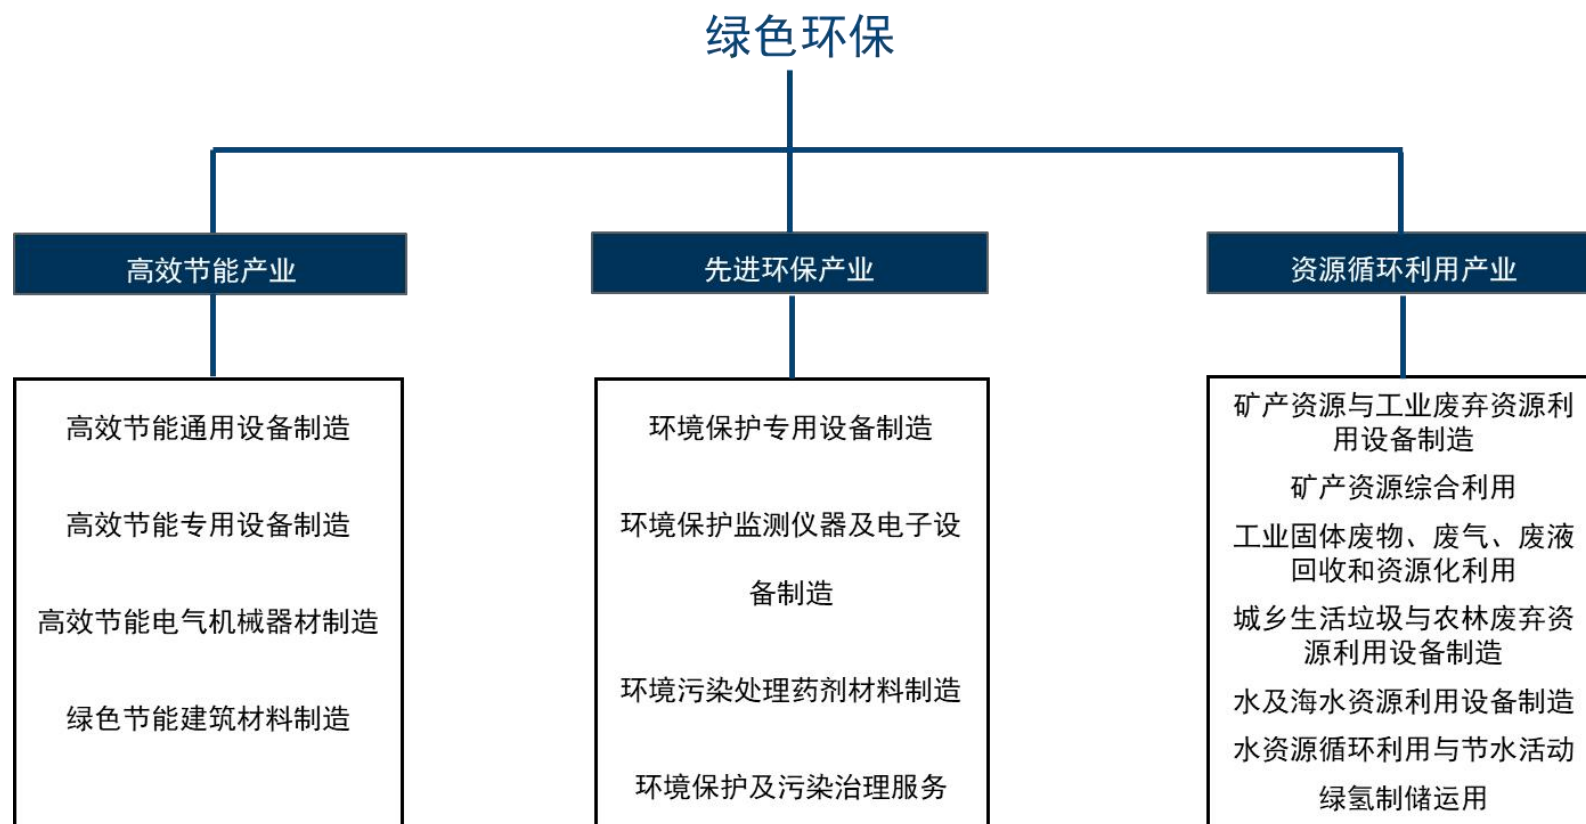 绿色环保
高效节能产业
高效节能通用设备制造
高效节能专用设备制造
高效节能电气机械器材制造
绿色节能建筑材料制造
先进环保产业
环境保护专用设备制造
环境保护监测仪器及电子设
备制造
环境污染处理药剂材料制造
环境保护及污染治理服务
资源循环利用产业
矿产资源与工业废弃资源利
用设备制造
矿产资源综合利用
工业固体废物、废气、废液
回收和资源化利用
城乡生活垃圾与农林废弃资
源利用设备制造
水及海水资源利用设备制造
水资源循环利用与节水活动
绿氢制储运用